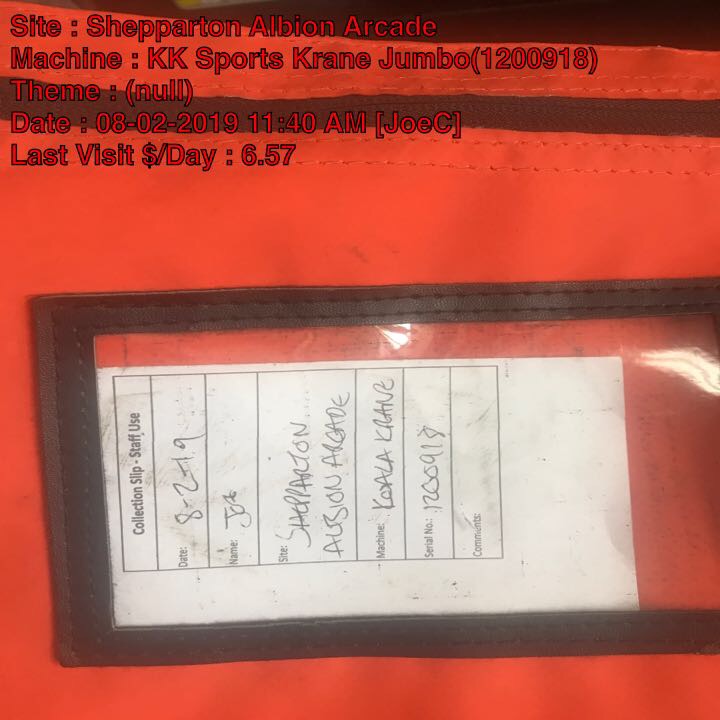 Site : Shepparton Albion Arcade
Machine : KK Sports Krane Jumbo(1200918)
Theme : (null)
Date : 08-02-2019 11:40 AM [JoeC]
Last Visit $/Day : 6.57
Collection Slip - Staff Use
Date: 8-2-19
Name: Joe
Site: SHEPPARTON
ALBION ARCADE
Machine: KOALA KRANE
Serial No.: 1200918
Comments: